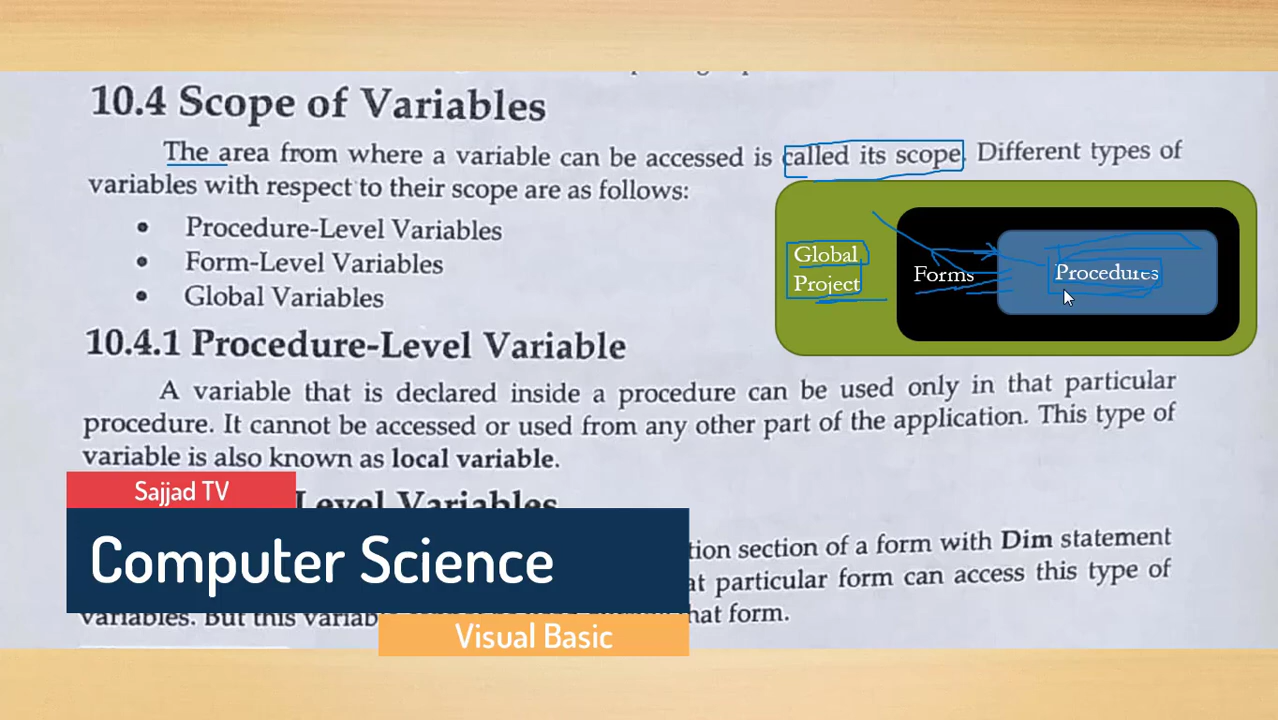 10.4 Scope of Variables
The area from where a variable can be accessed is called its scope. Different types of
variables with respect to their scope are as follows:
• Procedure-Level Variables
• Form-Level Variables
• Global Variables
Global
Project
Forms
Procedures
10.4.1 Procedure-Level Variable
A variable that is declared inside a procedure can be used only in that particular
procedure. It cannot be accessed or used from any other part of the application. This type of
variable is also known as local variable.
Level Variables
tion section of a form with Dim statement
particular form can access this type of
variables. But this
that form.
Sajjad TV
Computer Science
Visual Basic